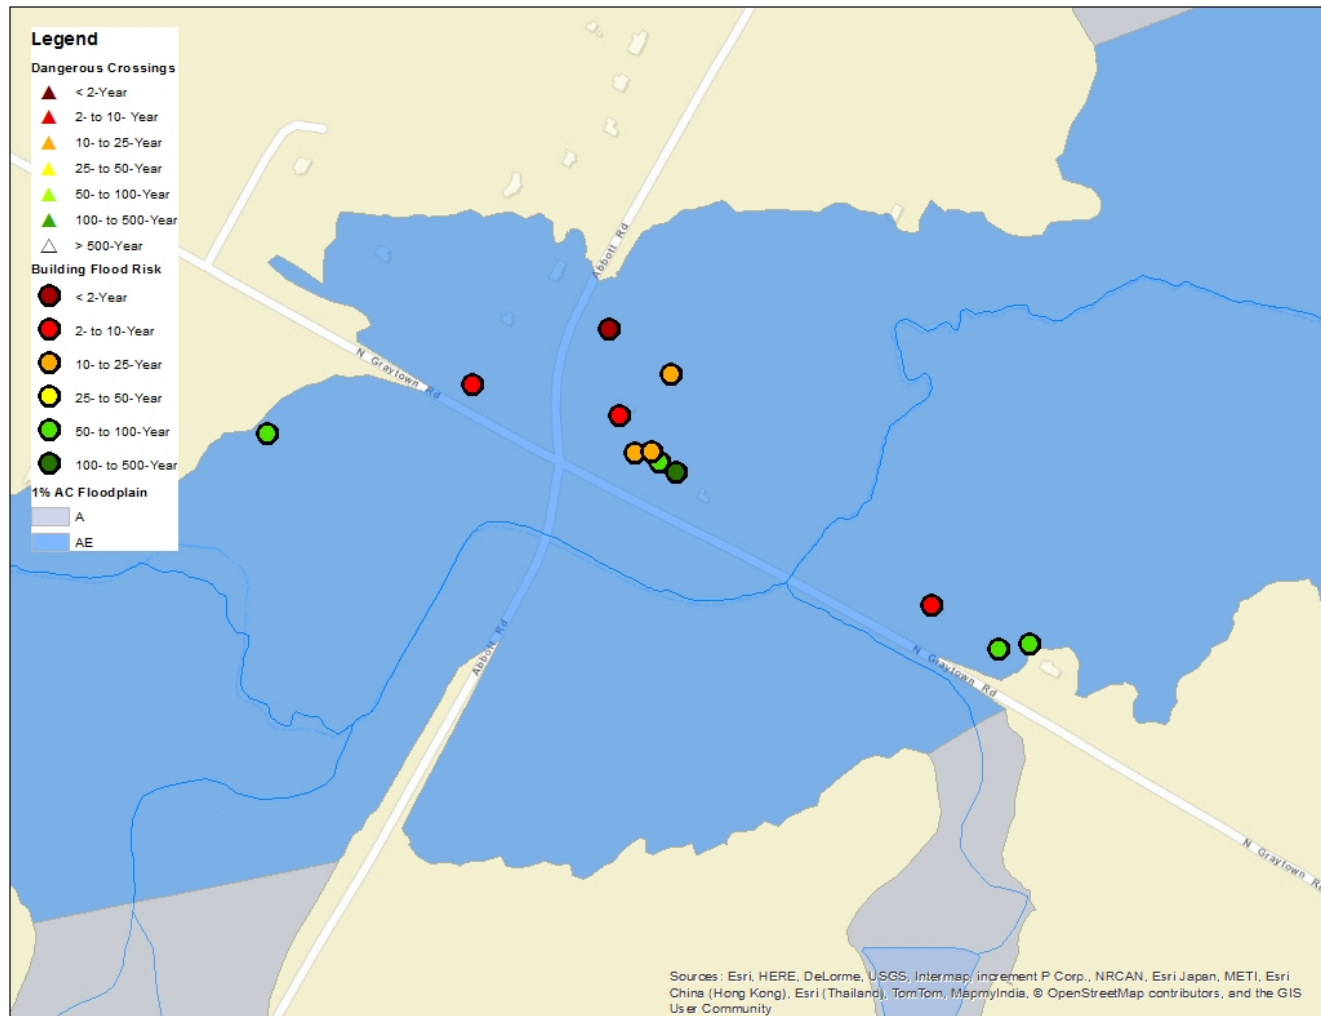 Legend
Dangerous Crossings
< 2-Year
2- to 10- Year
10- to 25-Year
25- to 50-Year
50- to 100-Year
100- to 500-Year
> 500-Year
Building Flood Risk
< 2-Year
2- to 10-Year
10- to 25-Year
25- to 50-Year
50- to 100-Year
100- to 500-Year
1% AC Floodplain
A
AE
Abbott Rd
N Graytown Rd
Abbott Rd
N Graytown Rd
N Graytown Rd
Sources: Esri, HERE, DeLorme, USGS, Intermap, increment P Corp., NRCAN, Esri Japan, METI, Esri
China (Hong Kong), Esri (Thailand), TomTom, MapmyIndia, © OpenStreetMap contributors, and the GIS
User Community